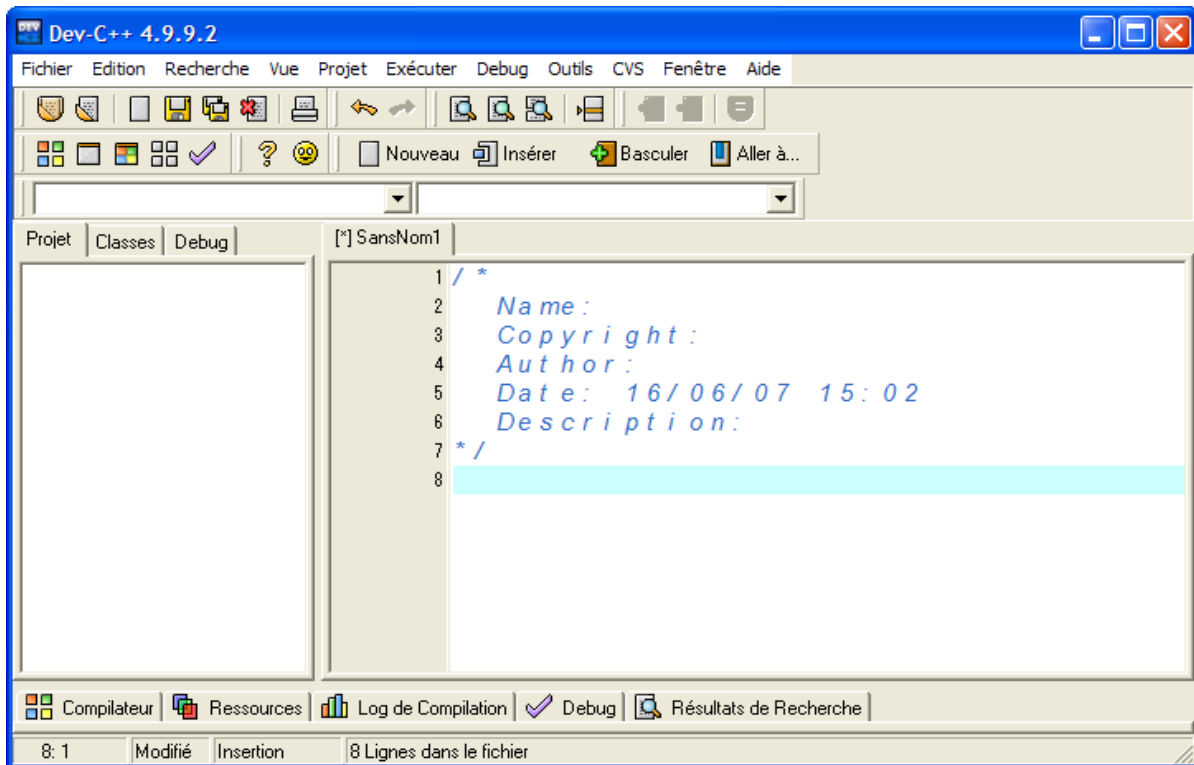 Dev-C++ 4.9.9.2
Fichier Edition Recherche Vue Projet Exécuter Debug Outils CVS Fenêtre Aide
Nouveau Insérer Basculer Aller à...
Projet Classes Debug [*] SansNom1
1 /*
2 Name:
3 Copyright:
4 Author:
5 Date: 16/06/07 15:02
6 Description:
7 */
8
Compilateur Ressources Log de Compilation Debug Résultats de Recherche
8: 1 Modifié Insertion 8 Lignes dans le fichier